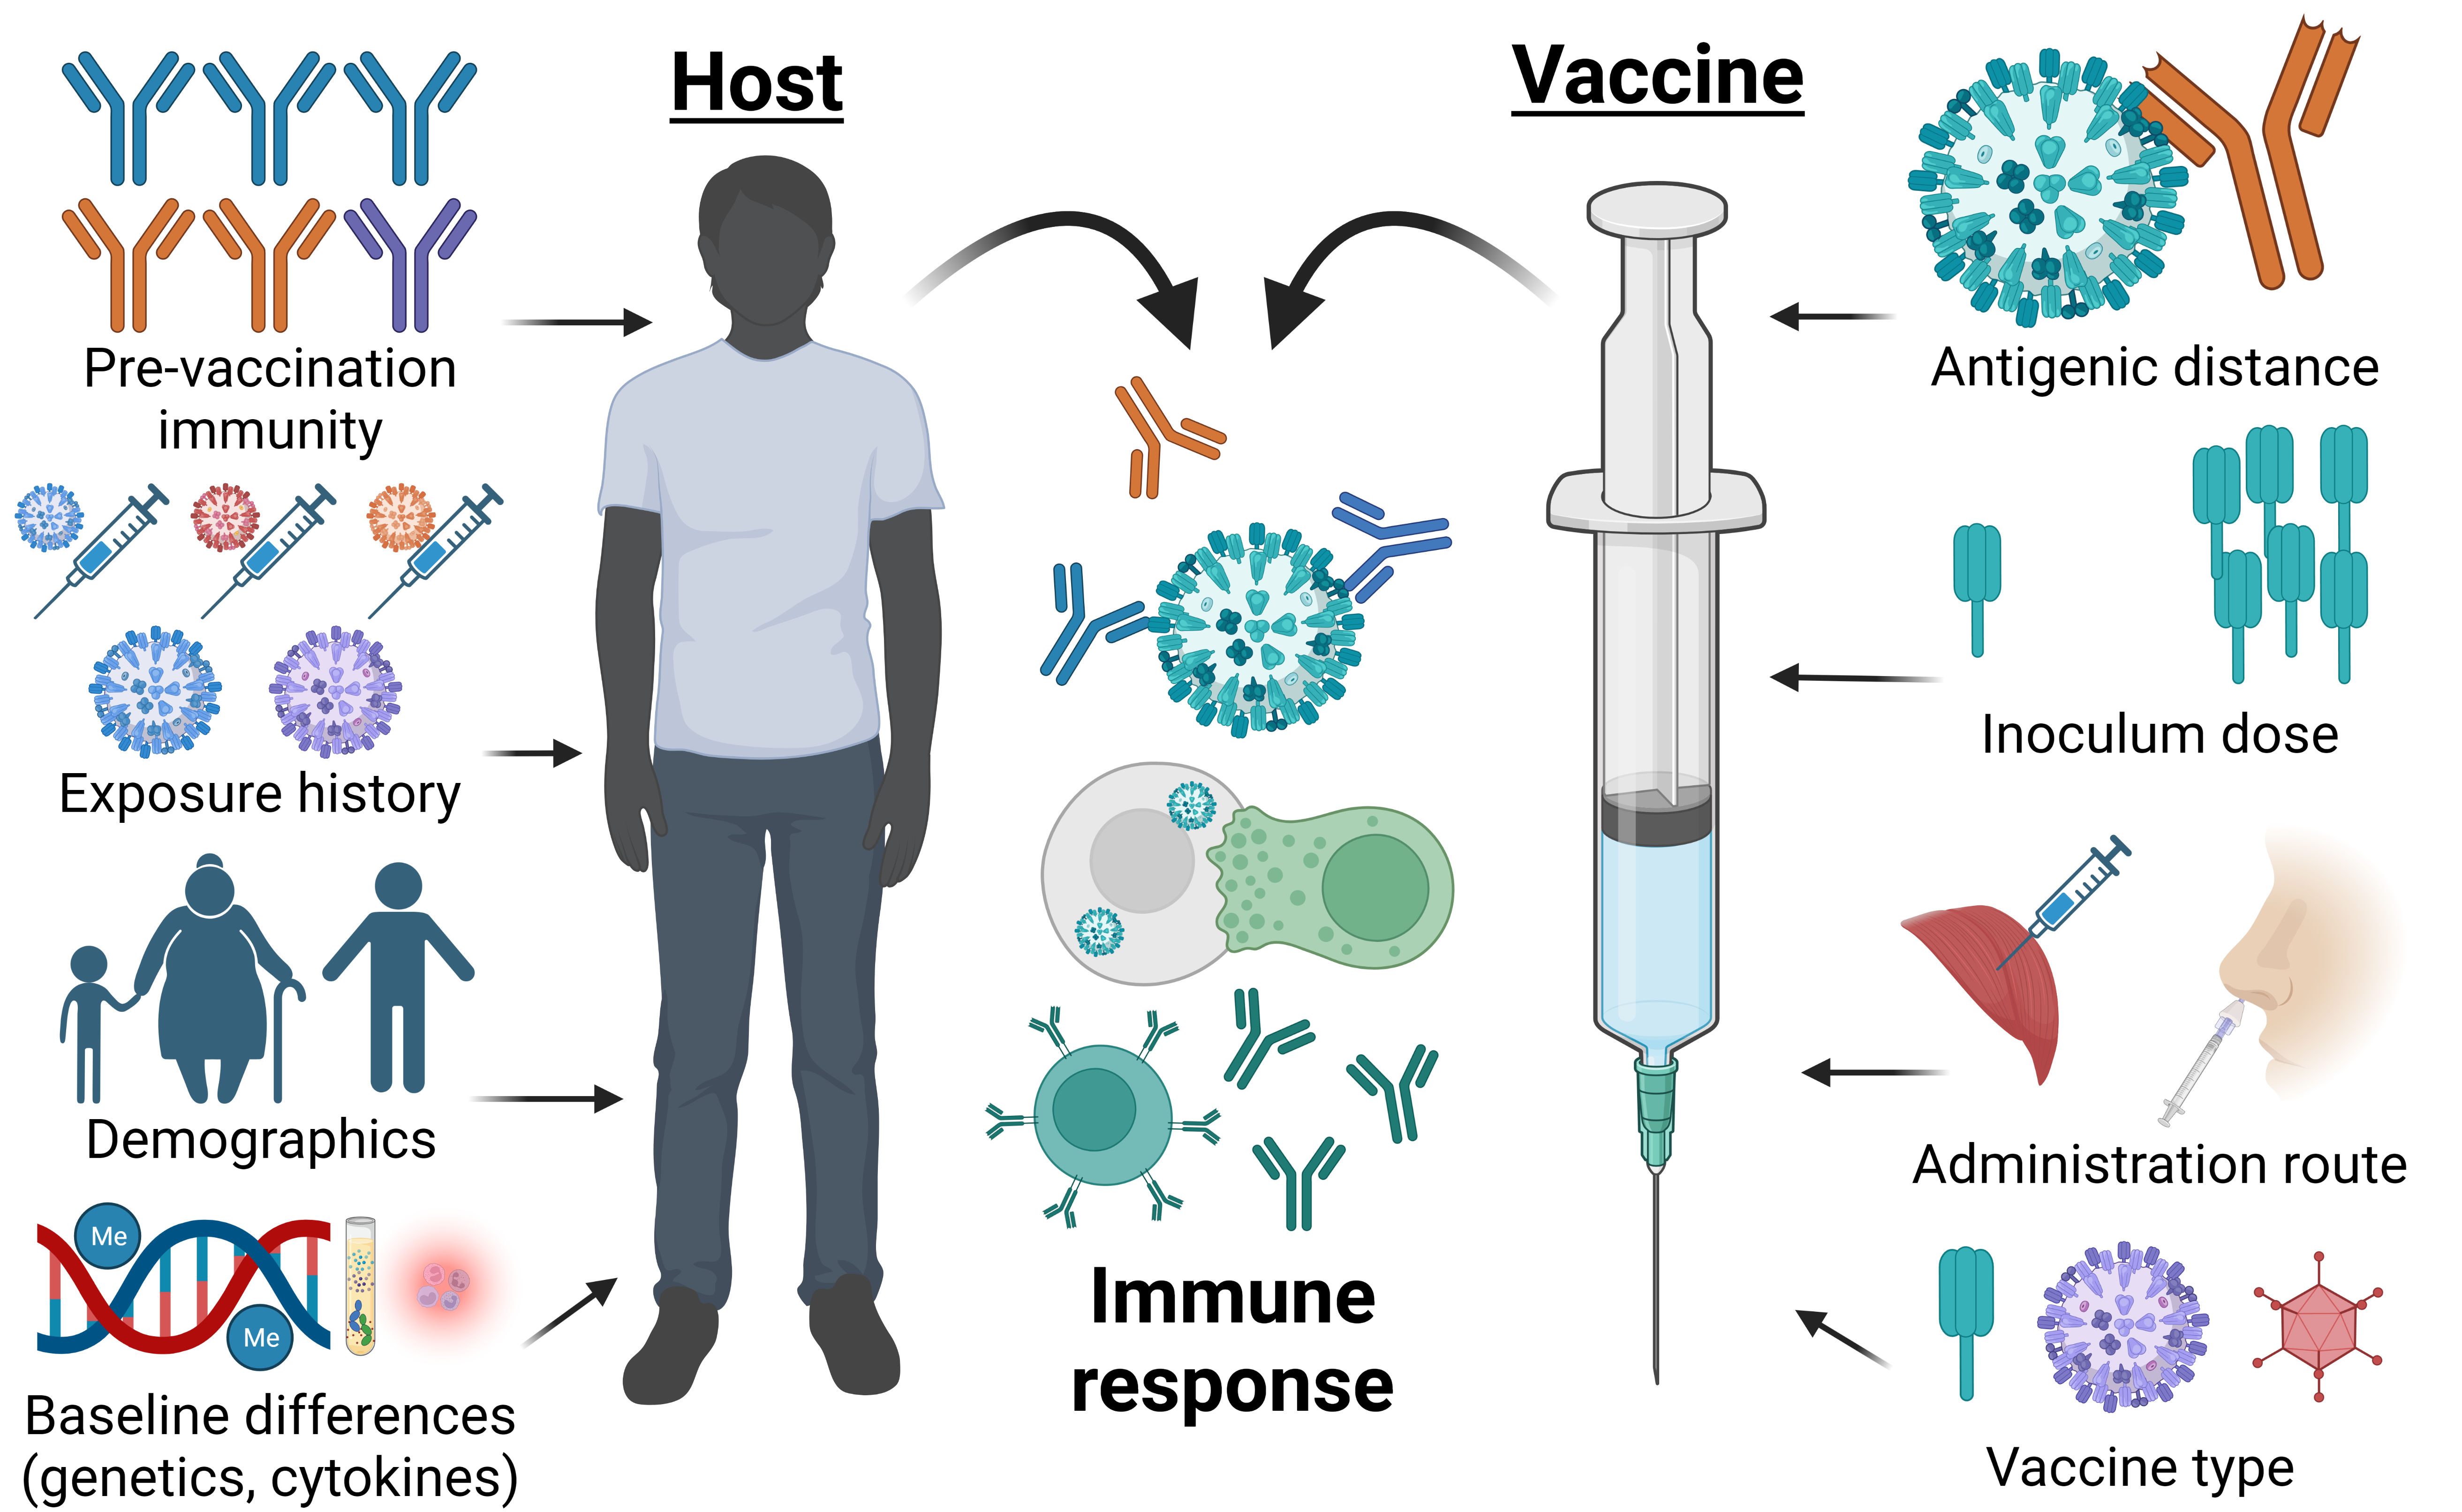 Host
Vaccine
Pre-vaccination
immunity
Exposure history
Demographics
Me
Me
Baseline differences
(genetics, cytokines)
Immune
response
Antigenic distance
Inoculum dose
Administration route
Vaccine type